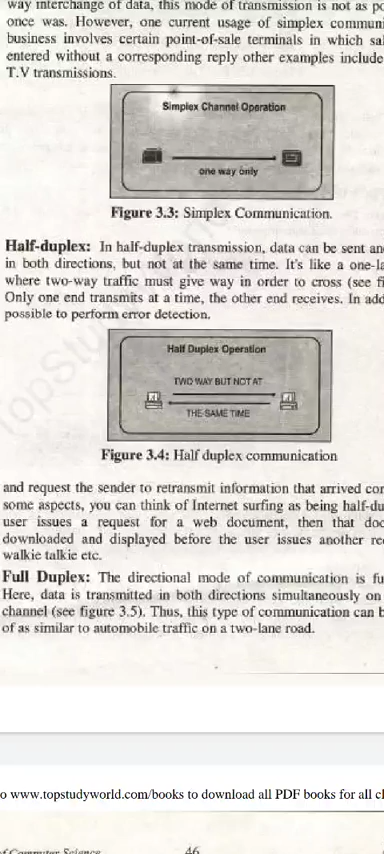 way interchange of data, this mode of transmission is not as po
once was. However, one current usage of simplex commun
business involves certain point-of-sale terminals in which sal
entered without a corresponding reply other examples include
T.V transmissions.
Simplex Channel Operation
one way only
Figure 3.3: Simplex Communication.
Half-duplex: In half-duplex transmission, data can be sent an
in both directions, but not at the same time. It's like a one-la
where two-way traffic must give way in order to cross (see fi
Only one end transmits at a time, the other end receives. In add
possible to perform error detection.
Half Duplex Operation
TWO WAY BUT NOT AT
THE SAME TIME
Figure 3.4: Half duplex communication
and request the sender to retransmit information that arrived cor
some aspects, you can think of Internet surfing as being half-du
user issues a request for a web document, then that doc
downloaded and displayed before the user issues another re
walkie talkie etc.
Full Duplex: The directional mode of communication is fu
Here, data is transmitted in both directions simultaneously on
channel (see figure 3.5). Thus, this type of communication can b
of as similar to automobile traffic on a two-lane road.
o www.topstudyworld.com/books to download all PDF books for all cl
of Computer Science 46